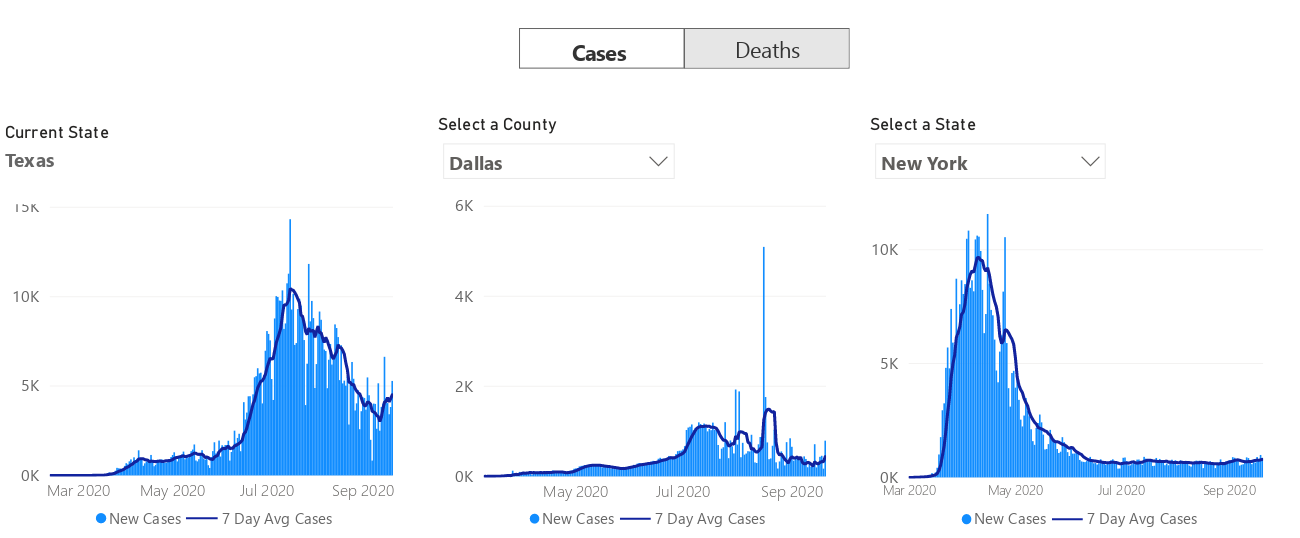 Cases Deaths
Current State
Texas
15K
10K
5K
0K
Mar 2020 May 2020 Jul 2020 Sep 2020
New Cases 7 Day Avg Cases
Select a County
Dallas
6K
4K
2K
0K
May 2020 Jul 2020 Sep 2020
New Cases 7 Day Avg Cases
Select a State
New York
10K
5K
0K
Mar 2020 May 2020 Jul 2020 Sep 2020
New Cases 7 Day Avg Cases